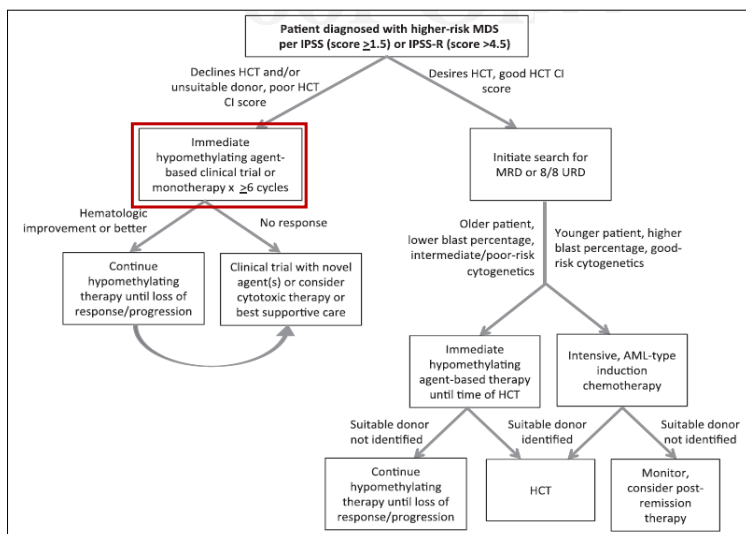 Patient diagnosed with higher-risk MDS
per IPSS (score ≥1.5) or IPSS-R (score >4.5)
Declines HCT and/or
unsuitable donor, poor HCT
CI score
Desires HCT, good HCT CI
score
Immediate
hypomethylating agent-
based clinical trial or
monotherapy x ≥6 cycles
Initiate search for
MRD or 8/8 URD
Hematologic
improvement or better
No response
Older patient,
lower blast percentage,
intermediate/poor-risk
cytogenetics
Younger patient, higher
blast percentage, good-
risk cytogenetics
Continue
hypomethylating
therapy until loss of
response/progression
Clinical trial with novel
agent(s) or consider
cytotoxic therapy or
best supportive care
Immediate
hypomethylating
agent-based therapy
until time of HCT
Intensive, AML-type
induction
chemotherapy
Suitable donor
not identified
Suitable donor
identified
Suitable donor
not identified
Continue
hypomethylating
therapy until loss of
response/progression
HCT
Monitor,
consider post-
remission
therapy